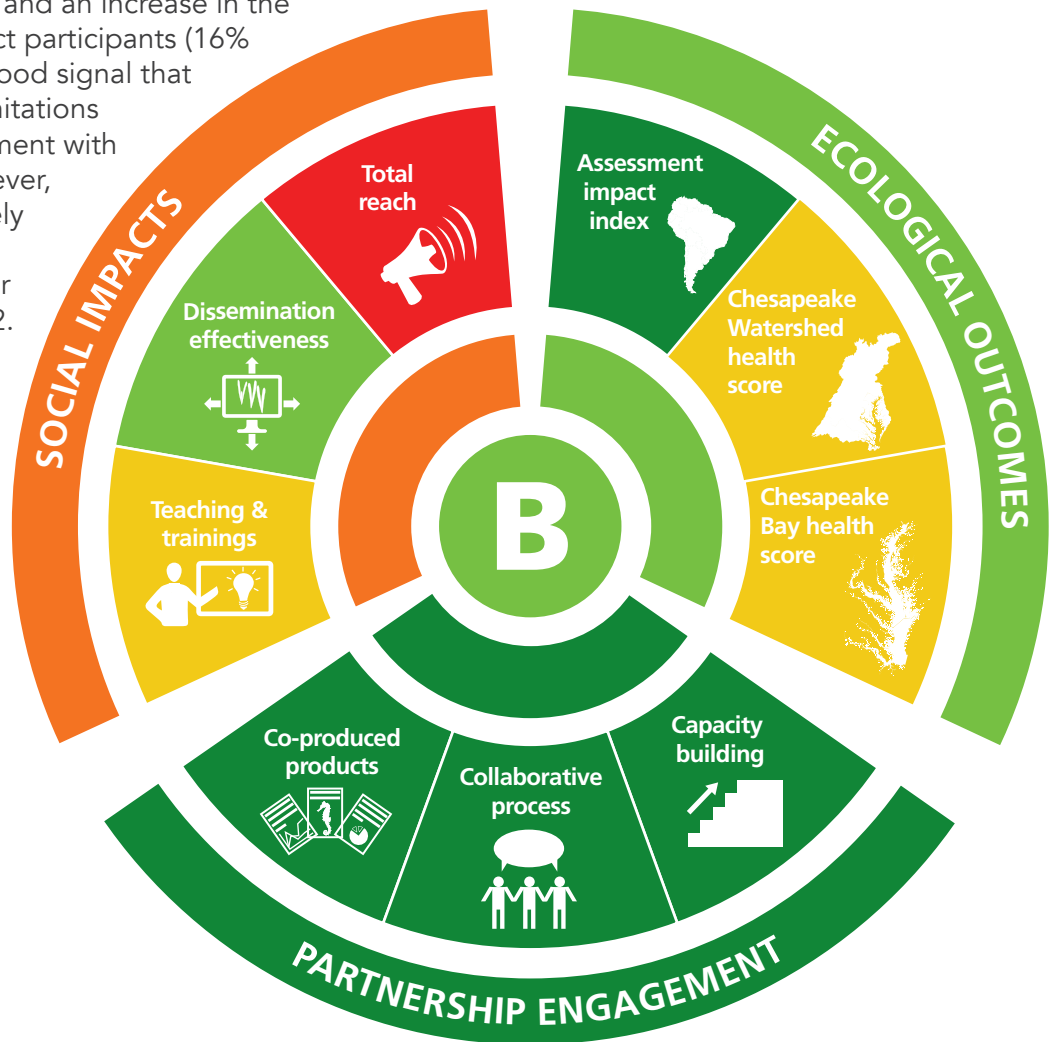 and an increase in the
ct participants (16%
ood signal that
nitations
ment with
ever,
ely
r
2.
SOCIAL IMPACTS
Total
reach
Dissemination
effectiveness
Teaching &
trainings
ECOLOGICAL OUTCOMES
Assessment
impact
index
Chesapeake
Watershed
health
score
Chesapeake
Bay health
score
B
Co-produced
products
Collaborative
process
Capacity
building
PARTNERSHIP ENGAGEMENT